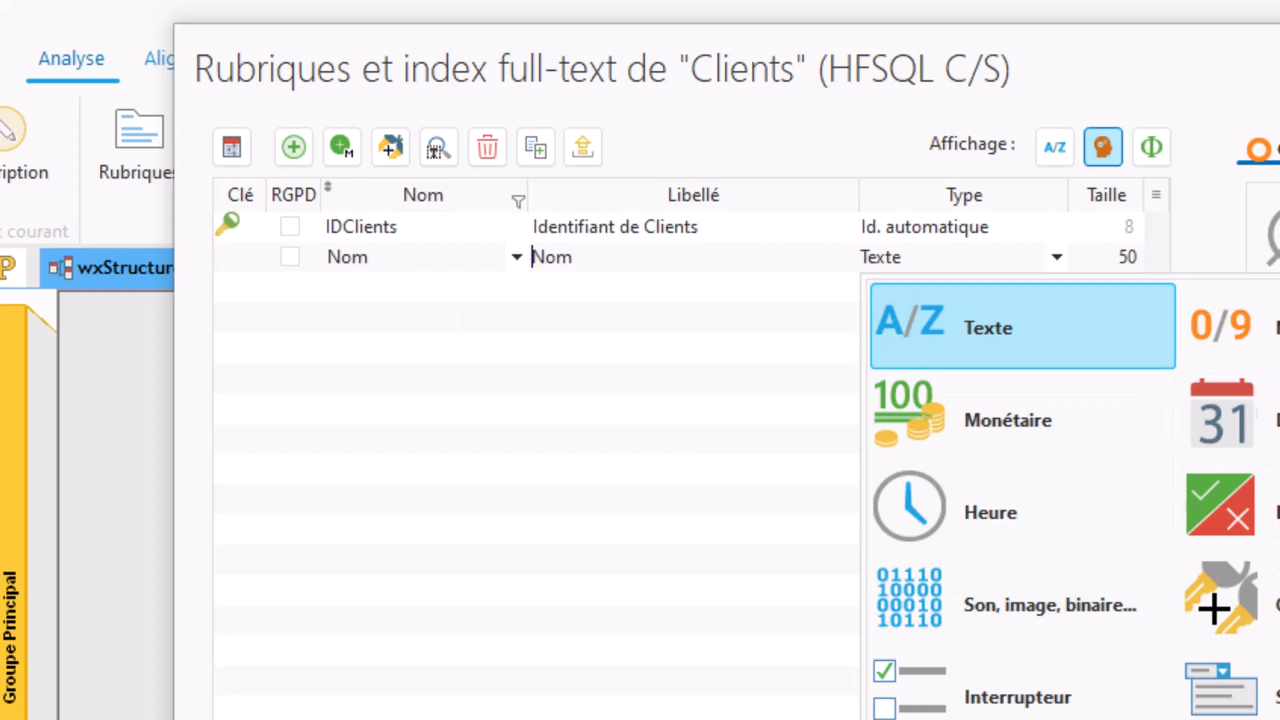 Analyse
Rubriques et index full-text de "Clients" (HFSQL C/S)
M
Affichage :
A/Z
Rubriques
courant
Clé RGPD Nom Libellé Type Taille
IDClients Identifiant de Clients Id. automatique 8
Nom Nom Texte 50
A/Z Texte 0/9
100 Monétaire 31
Heure
01110
10000
00010
10110
Son, image, binaire...
Interrupteur
Groupe Principal